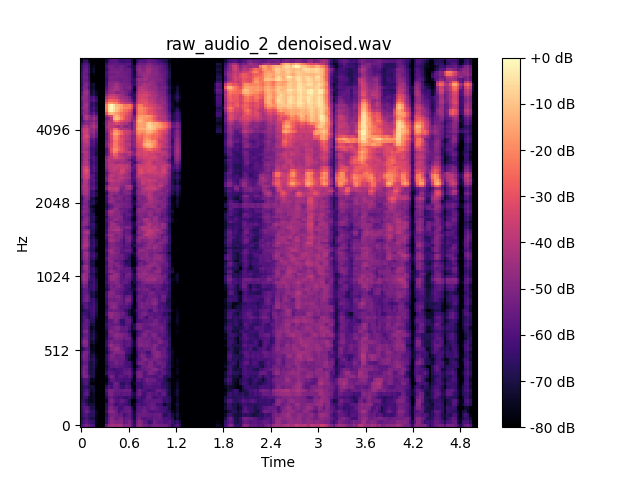 raw_audio_2_denoised.wav
Hz
4096
2048
1024
512
0
0 0.6 1.2 1.8 2.4 3 3.6 4.2 4.8
Time
+0 dB
-10 dB
-20 dB
-30 dB
-40 dB
-50 dB
-60 dB
-70 dB
-80 dB